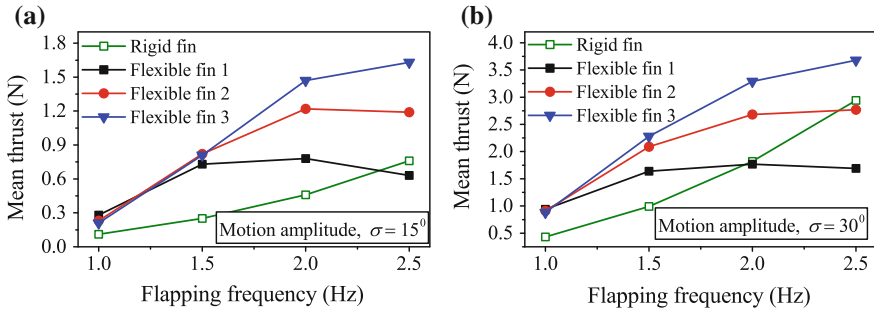 (a)
Mean thrust (N)
1.8
1.5
1.2
0.9
0.6
0.3
0.0
Rigid fin
Flexible fin 1
Flexible fin 2
Flexible fin 3
Motion amplitude, σ = 15⁰
1.0 1.5 2.0 2.5
Flapping frequency (Hz)
(b)
Mean thrust (N)
4.0
3.5
3.0
2.5
2.0
1.5
1.0
0.5
Rigid fin
Flexible fin 1
Flexible fin 2
Flexible fin 3
Motion amplitude, σ = 30⁰
1.0 1.5 2.0 2.5
Flapping frequency (Hz)